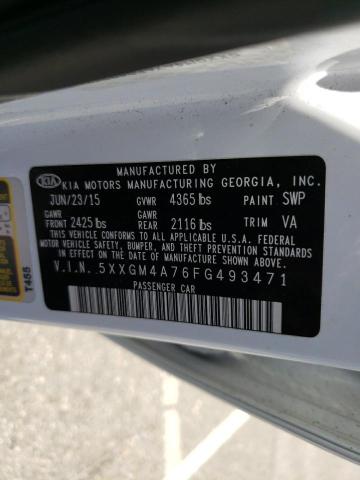 MANUFACTURED BY
KIA KIA MOTORS MANUFACTURING GEORGIA, INC.
JUN/23/15 GVWR 4365 lbs PAINT SWP
GAWR FRONT 2425 lbs GAWR REAR 2116 lbs TRIM VA
THIS VEHICLE CONFORMS TO ALL APPLICABLE U.S.A. FEDERAL
MOTOR VEHICLE SAFETY, BUMPER, AND THEFT PREVENTION
STANDARDS IN EFFECT ON THE DATE OF MANUFACTURE SHOWN ABOVE.
V.I.N. 5XXGM4A76FG493471
PASSENGER CAR
T455